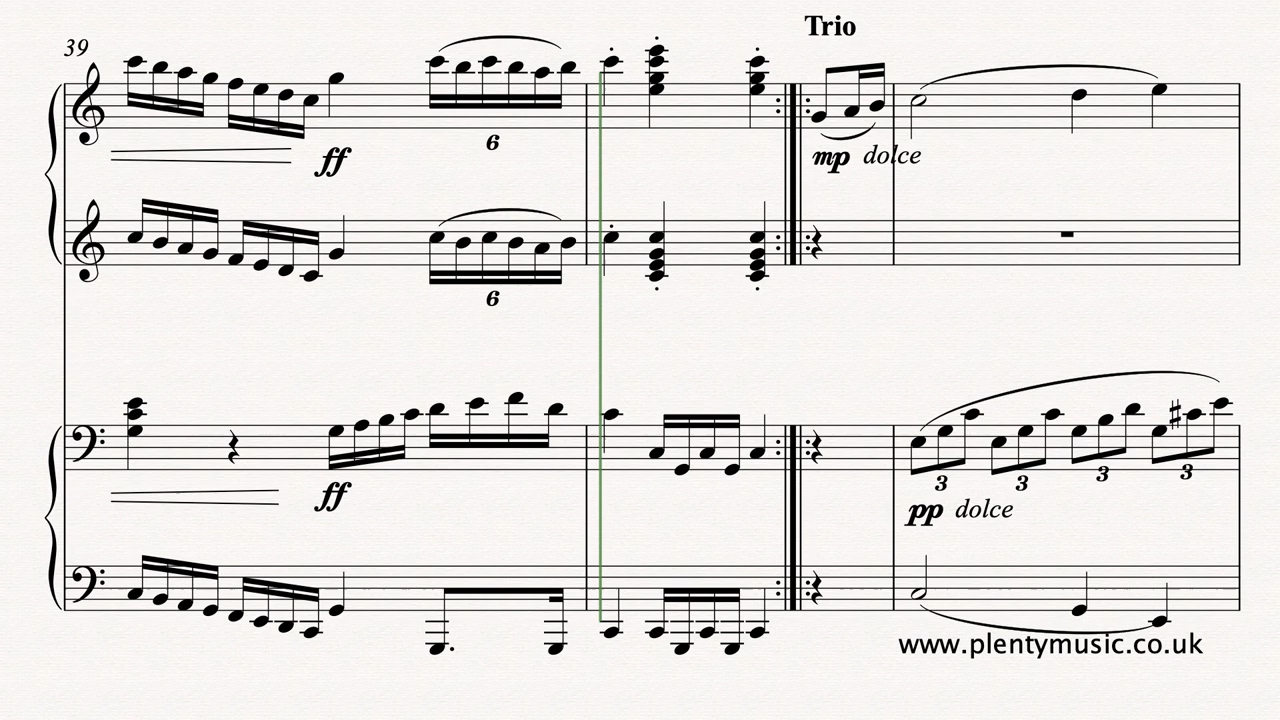 Trio
39
6
ff
mp dolce
6
ff
3 3 3 3
pp dolce
www.plentymusic.co.uk